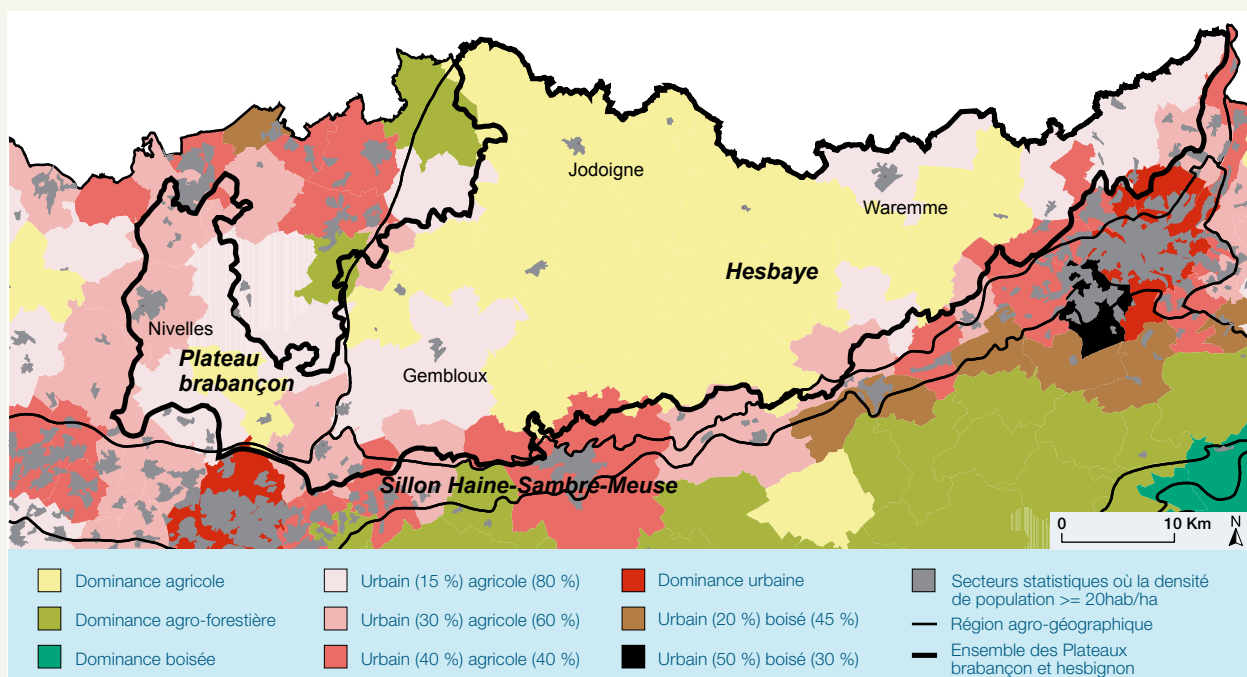 Jodoigne
Waremme
Hesbaye
Nivelles
Plateau
brabançon
Gembloux
Sillon Haine-Sambre-Meuse
0 10 Km
N
Dominance agricole
Dominance agro-forestière
Dominance boisée
Urbain (15 %) agricole (80 %)
Urbain (30 %) agricole (60 %)
Urbain (40 %) agricole (40 %)
Dominance urbaine
Urbain (20 %) boisé (45 %)
Urbain (50 %) boisé (30 %)
Secteurs statistiques où la densité
de population >= 20hab/ha
Région agro-géographique
Ensemble des Plateaux
brabançon et hesbignon